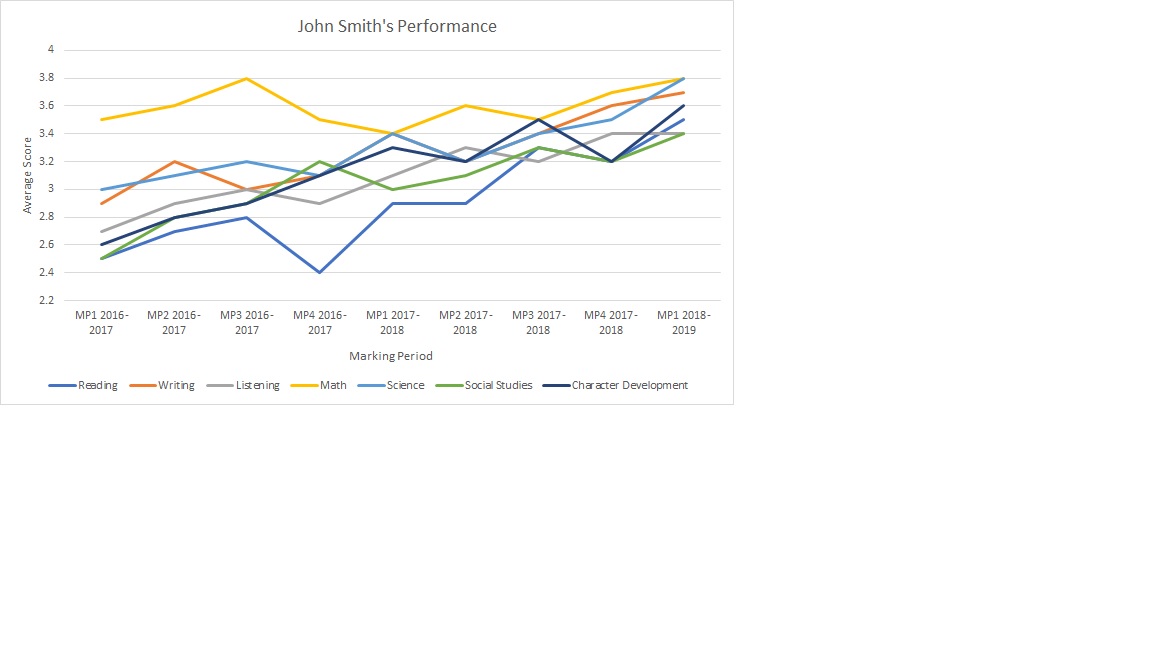 John Smith's Performance
4
3.8
3.6
3.4
3.2
3
2.8
2.6
2.4
2.2
Average Score
MP1 2016-
2017
MP2 2016-
2017
MP3 2016-
2017
MP4 2016-
2017
MP1 2017-
2018
MP2 2017-
2018
MP3 2017-
2018
MP4 2017-
2018
MP1 2018-
2019
Marking Period
Reading Writing Listening Math Science Social Studies Character Development